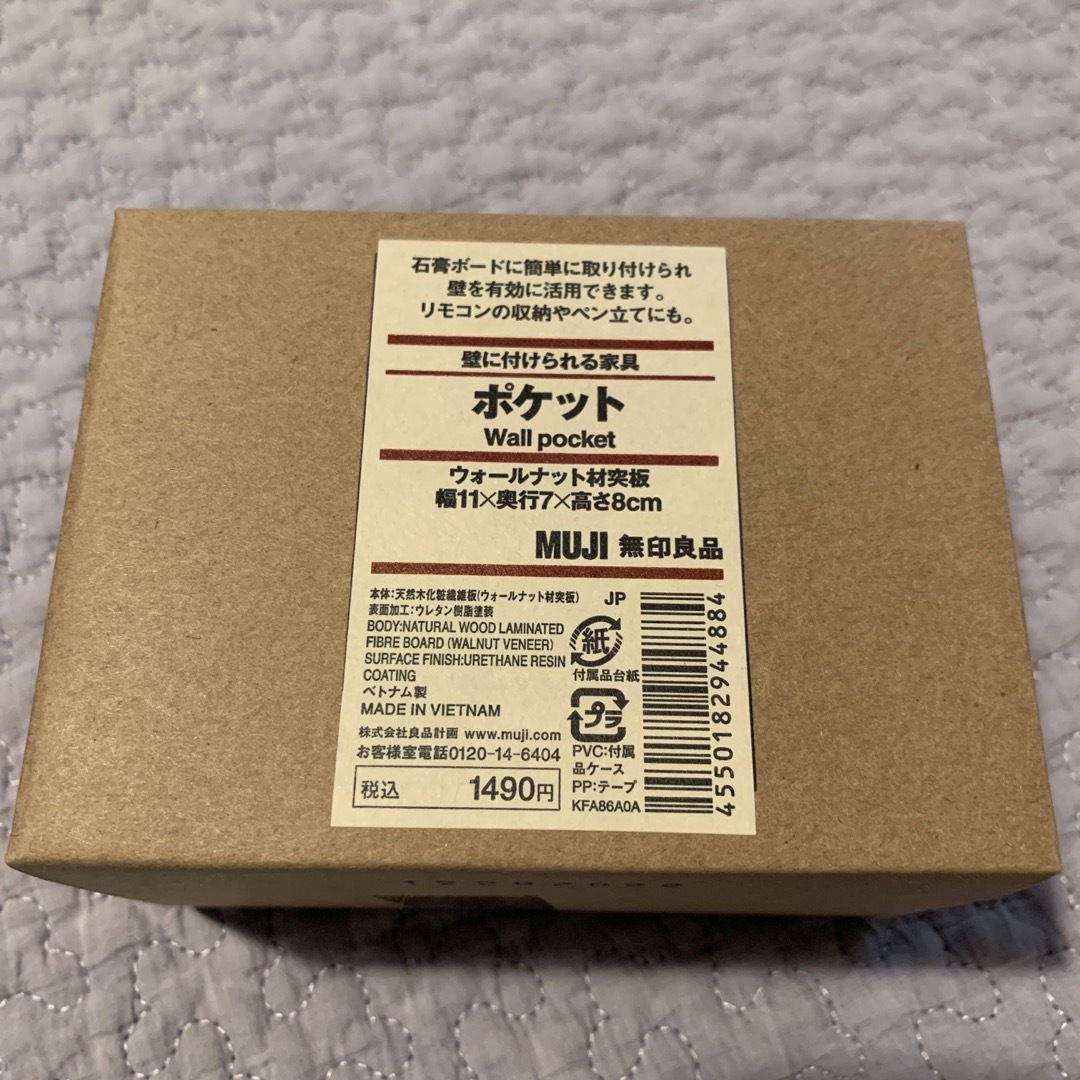 石膏ボードに簡単に取り付けられ
壁を有効に活用できます。
リモコンの収納やペン立てにも。
壁に付けられる家具
ポケット
Wall pocket
ウォールナット材突板
幅11×奥行7×高さ8cm
MUJI 無印良品
本体:天然木化粧繊維板(ウォールナット材突板)
表面加工:ウレタン樹脂塗装
BODY:NATURAL WOOD LAMINATED
FIBRE BOARD (WALNUT VENEER)
SURFACE FINISH:URETHANE RESIN
COATING
ベトナム製
MADE IN VIETNAM
株式会社良品計画 www.muji.com
お客様室電話0120-14-6404
税込 1490円
JP
紙
付属品台紙
プラ
PVC:付属
品ケース
PP:テープ
KFA86A0A
4550182944884